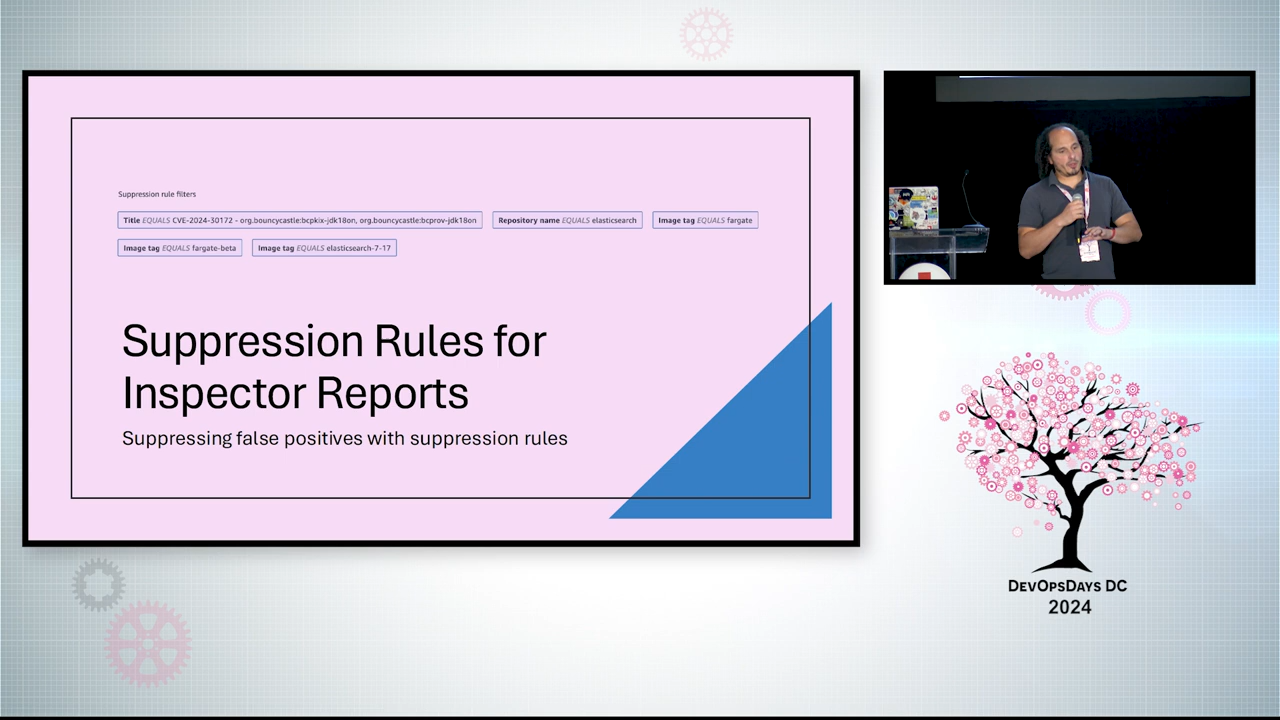 Suppression rule filters
Title EQUALS CVE-2024-30172 - org.bouncycastle:bcpkix-jdk18on, org.bouncycastle:bcprov-jdk18on Repository name EQUALS elasticsearch Image tag EQUALS fargate
Image tag EQUALS fargate-beta Image tag EQUALS elasticsearch-7-17
Suppression Rules for
Inspector Reports
Suppressing false positives with suppression rules
DevOpsDays DC
2024